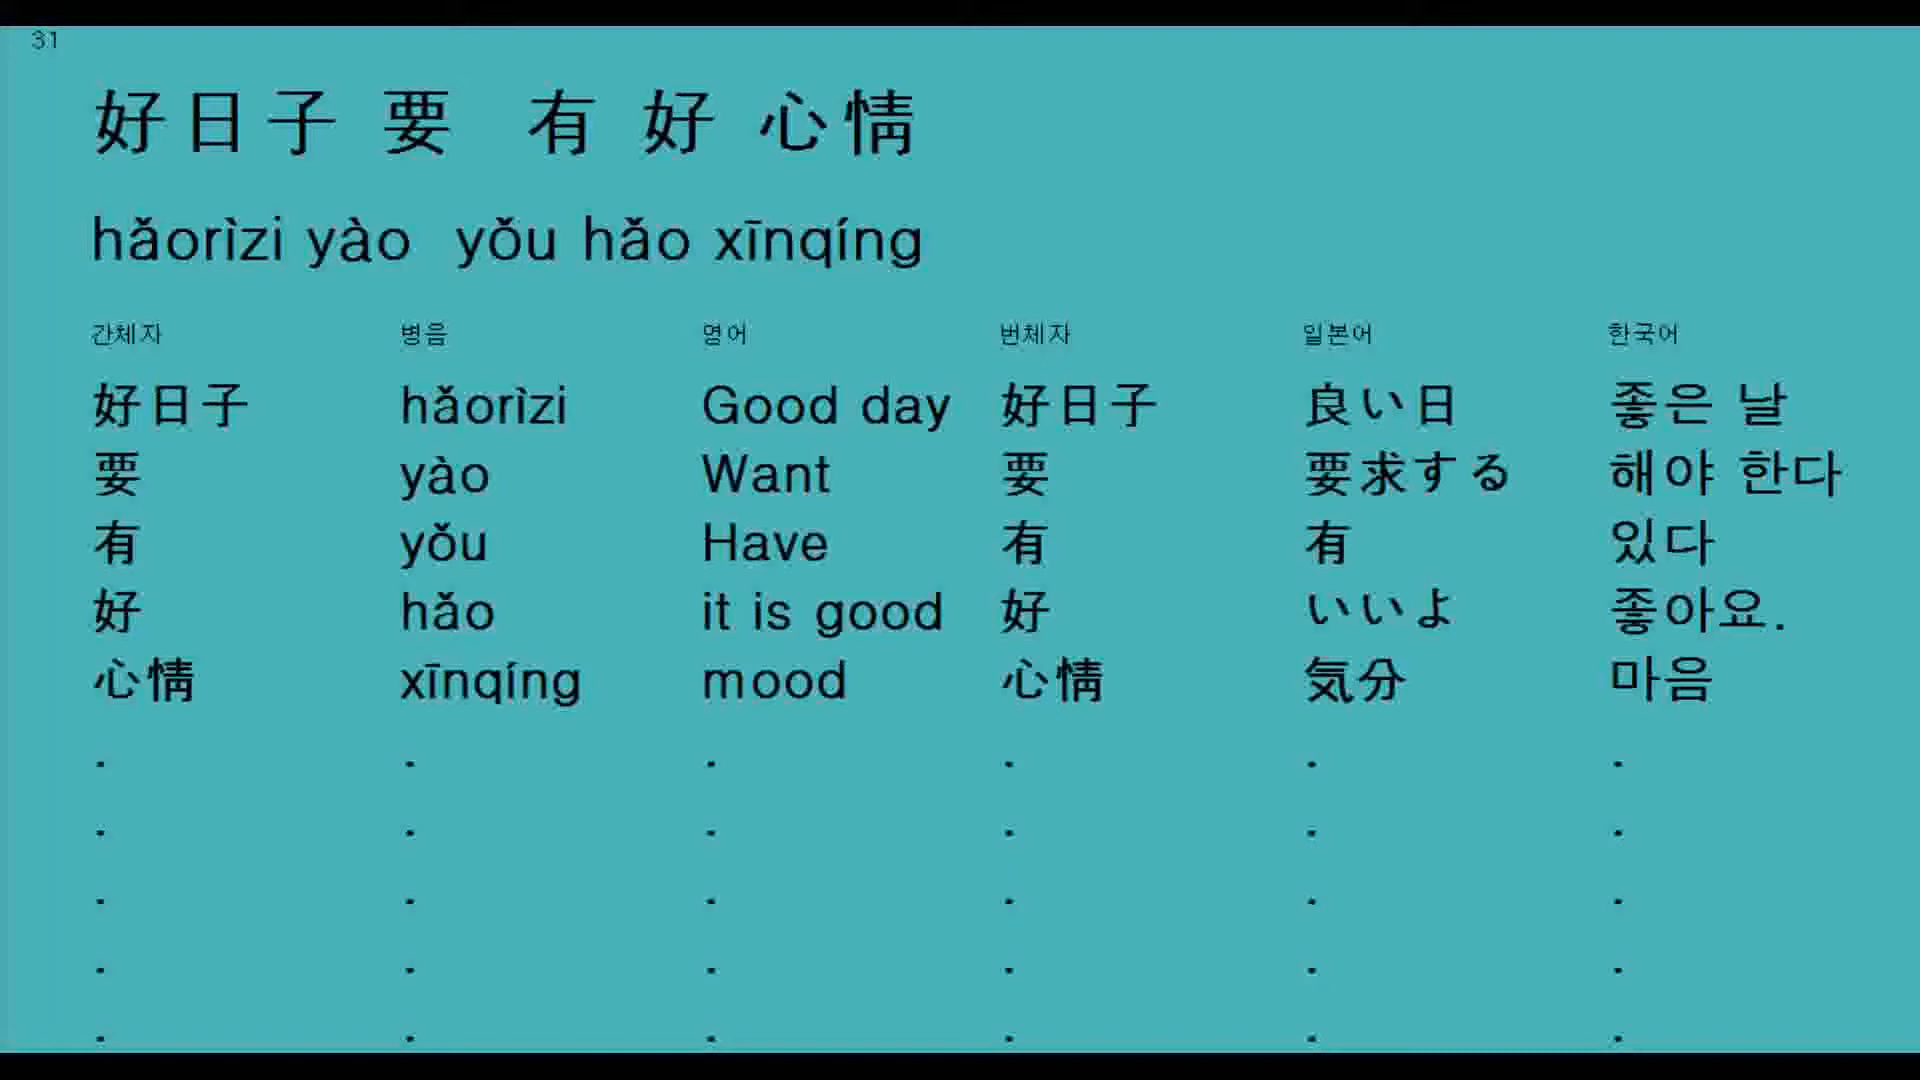 31
好日子 要 有 好 心情
hǎorìzi yào yǒu hǎo xīnqíng
간체자 병음 영어 번체자 일본어 한국어
好日子 hǎorìzi Good day 好日子 良い日 좋은 날
要 yào Want 要 要求する 해야 한다
有 yǒu Have 有 有 있다
好 hǎo it is good 好 いいよ 좋아요.
心情 xīnqíng mood 心情 気分 마음
. . . . . .
. . . . . .
. . . . . .
. . . . . .
. . . . . .